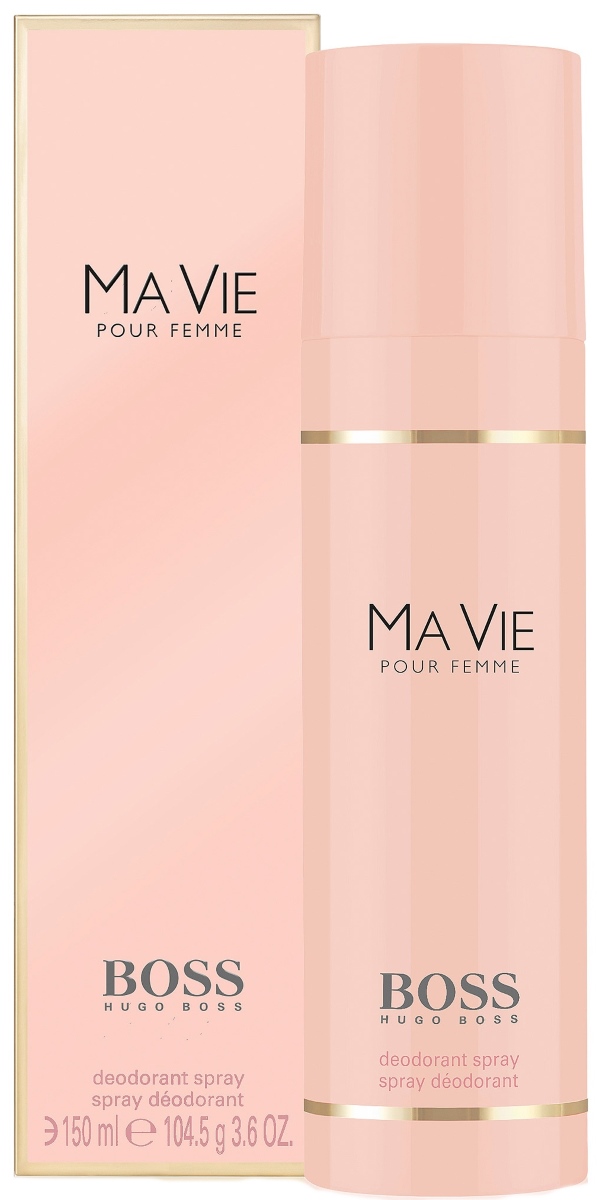 MA VIE
POUR FEMME
BOSS
HUGO BOSS
deodorant spray
spray déodorant
϶ 150 ml ℮ 104.5 g 3.6 OZ.
MA VIE
POUR FEMME
BOSS
HUGO BOSS
deodorant spray
spray déodorant